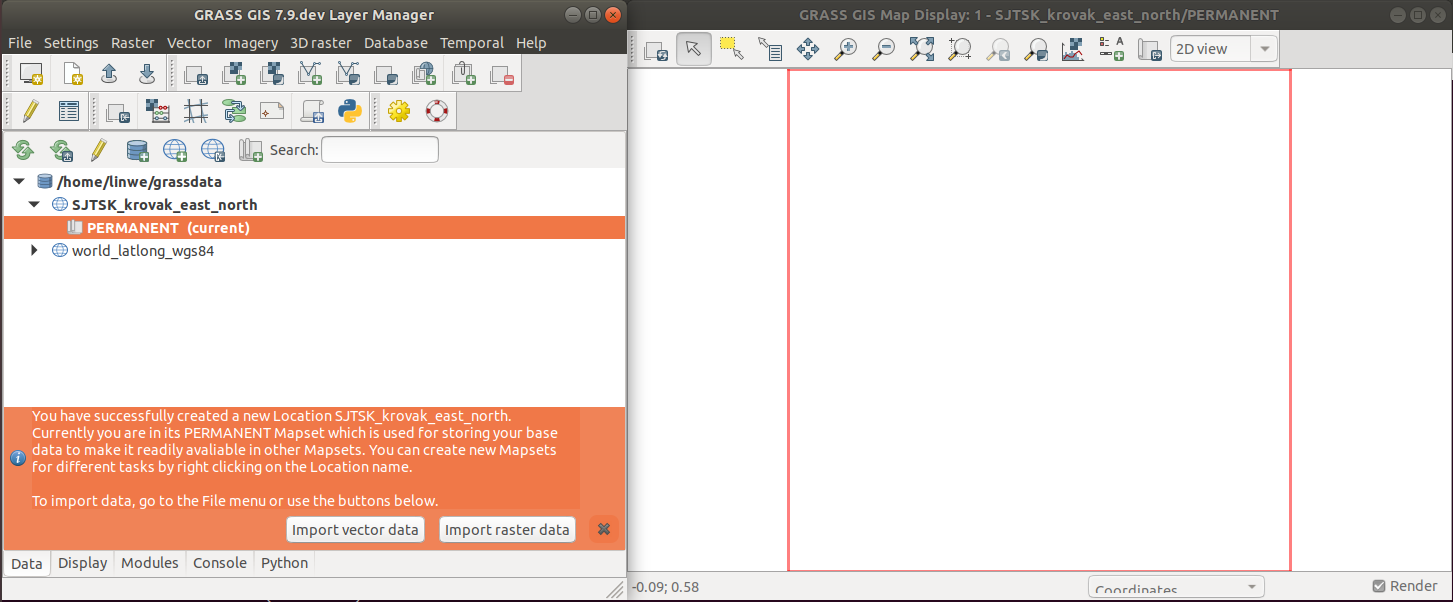 GRASS GIS 7.9.dev Layer Manager
GRASS GIS Map Display: 1 - SJTSK_krovak_east_north/PERMANENT
File Settings Raster Vector Imagery 3D raster Database Temporal Help
2D view
Search:
/home/linwe/grassdata
SJTSK_krovak_east_north
PERMANENT (current)
world_latlong_wgs84
You have successfully created a new Location SJTSK_krovak_east_north.
Currently you are in its PERMANENT Mapset which is used for storing your base
data to make it readily avaliable in other Mapsets. You can create new Mapsets
for different tasks by right clicking on the Location name.
To import data, go to the File menu or use the buttons below.
Import vector data Import raster data
Data Display Modules Console Python
-0.09; 0.58
Coordinates
Render